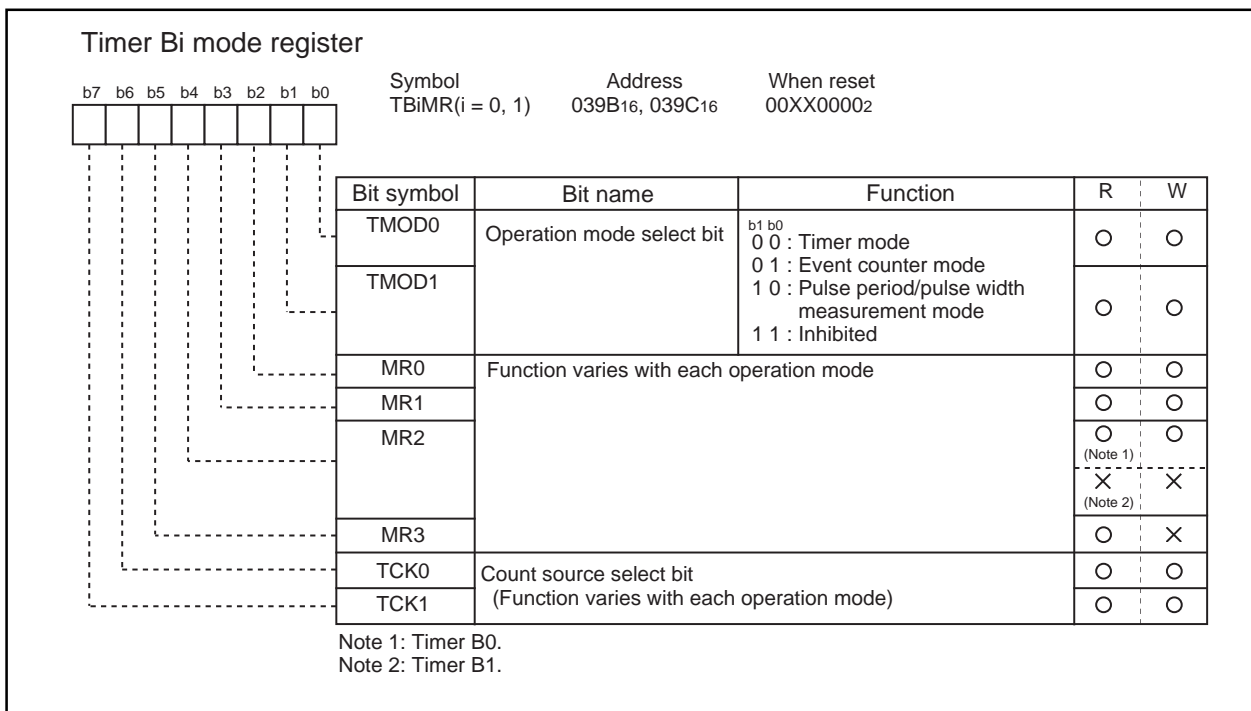 Timer Bi mode register
Symbol Address When reset
TBiMR(i = 0, 1) 039B16, 039C16 00XX00002
b7 b6 b5 b4 b3 b2 b1 b0
Bit symbol Bit name Function R W
TMOD0 Operation mode select bit b1 b0
0 0 : Timer mode
0 1 : Event counter mode
TMOD1 1 0 : Pulse period/pulse width
measurement mode
1 1 : Inhibited
MR0 Function varies with each operation mode
MR1
MR2
(Note 1)
(Note 2)
MR3
TCK0 Count source select bit
TCK1 (Function varies with each operation mode)
Note 1: Timer B0.
Note 2: Timer B1.